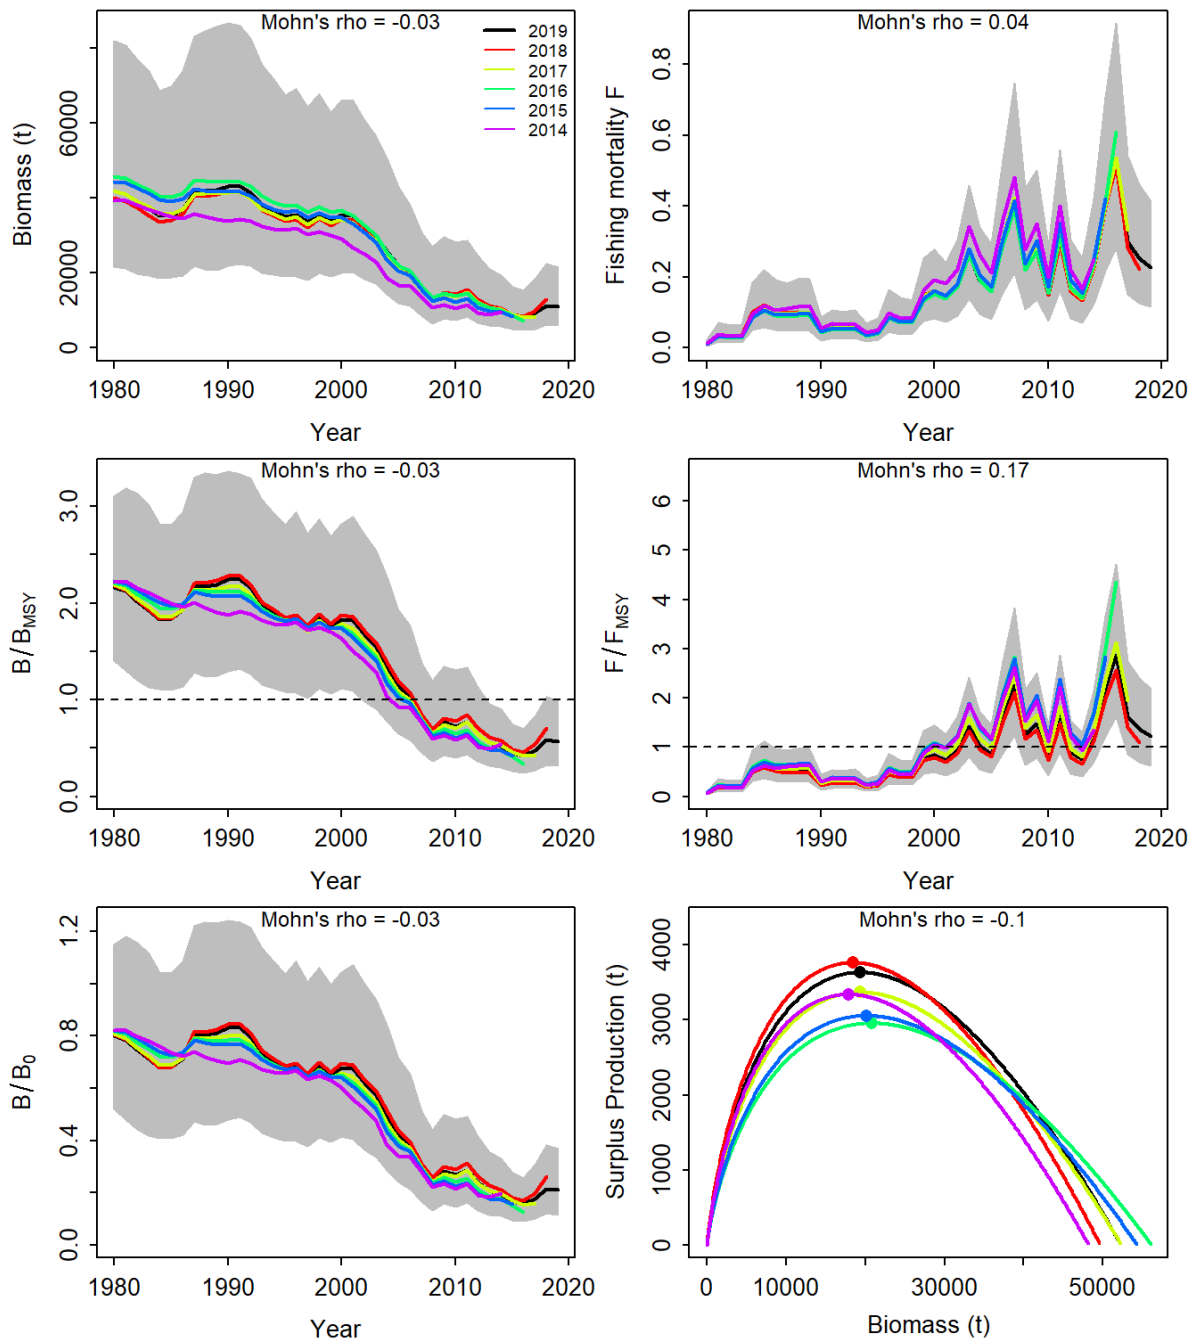 Mohn's rho = -0.03
2019
2018
2017
2016
2015
2014
Biomass (t)
60000
20000
0
1980 1990 2000 2010 2020
Year
Mohn's rho = 0.04
Fishing mortality F
0.8
0.6
0.4
0.2
0.0
1980 1990 2000 2010 2020
Year
Mohn's rho = -0.03
B/BMSY
3.0
2.0
1.0
0.0
1980 1990 2000 2010 2020
Year
Mohn's rho = 0.17
F/FMSY
6
5
4
3
2
1
0
1980 1990 2000 2010 2020
Year
Mohn's rho = -0.03
B/B0
1.2
0.8
0.4
0.0
1980 1990 2000 2010 2020
Year
Mohn's rho = -0.1
Surplus Production (t)
4000
3000
2000
1000
0
0 10000 30000 50000
Biomass (t)